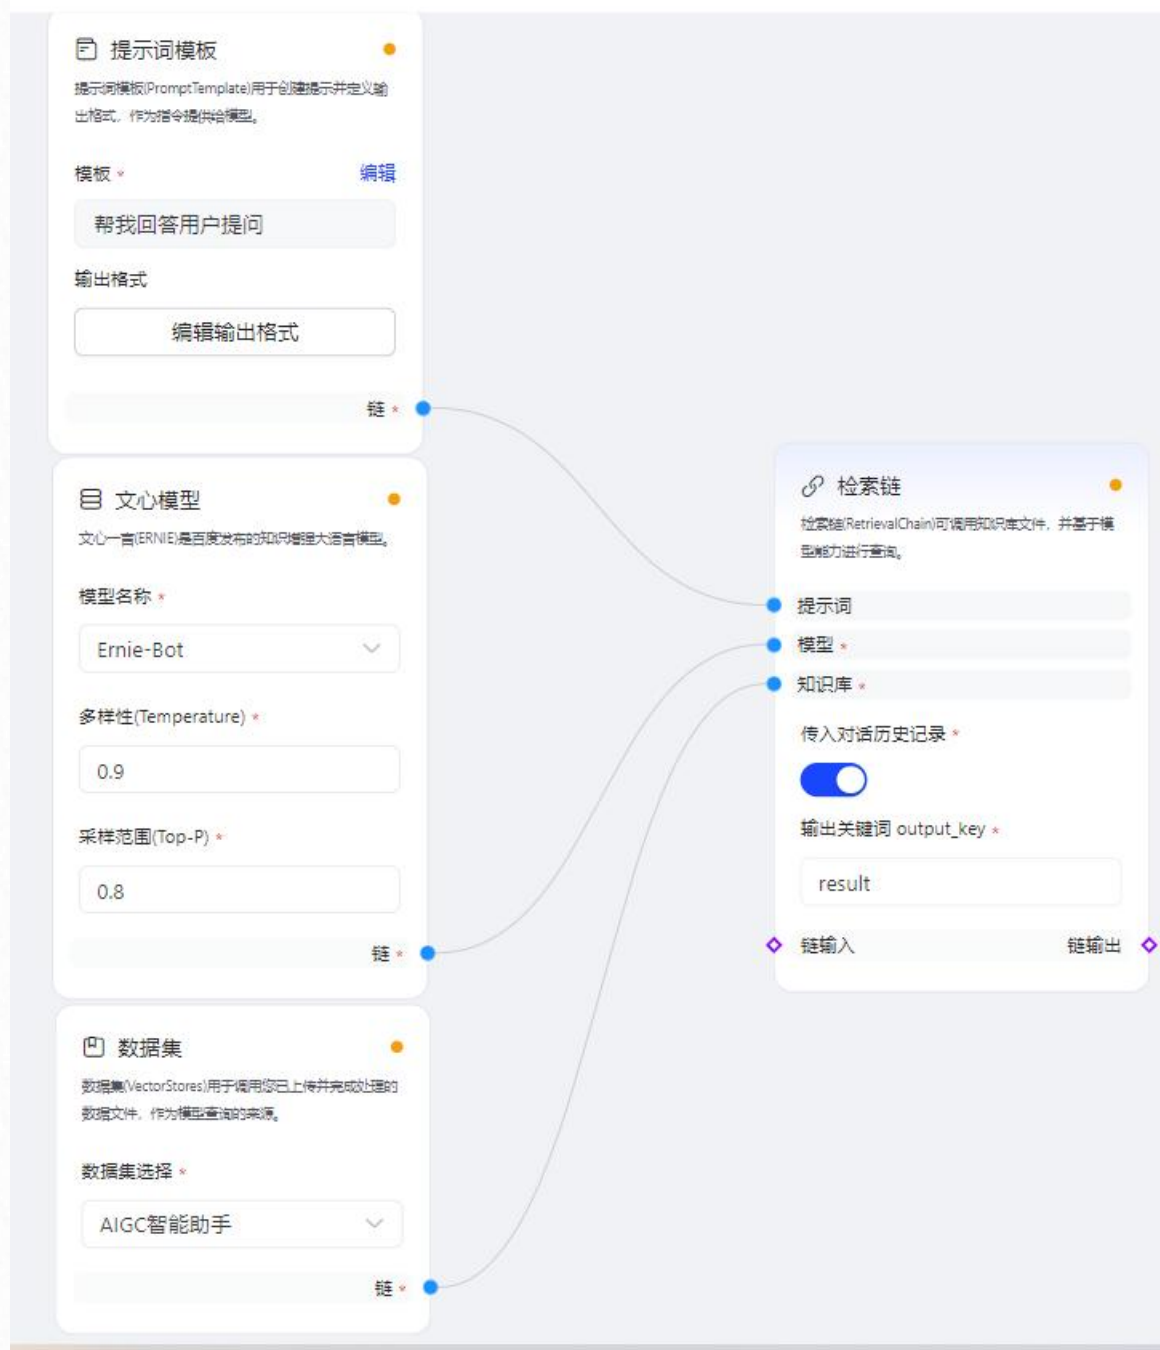 提示词模板
提示词模板(PromptTemplate)用于创建提示并定义输
出格式，作为指令提供给模型。
模板 *
编辑
帮我回答用户提问
输出格式
编辑输出格式
链 *
文心模型
文心一言(ERNIE)是百度发布的知识增强大语言模型。
模型名称 *
Ernie-Bot
多样性(Temperature) *
0.9
采样范围(Top-P) *
0.8
链 *
数据集
数据集(VectorStores)用于调用您已上传并完成处理的
数据文件，作为模型查询的来源。
数据集选择 *
AIGC智能助手
链 *
检索链
检索链(RetrievalChain)可调用知识库文件，并基于模
型能力进行查询。
提示词
模型 *
知识库 *
传入对话历史记录 *
输出关键词 output_key *
result
链输入
链输出